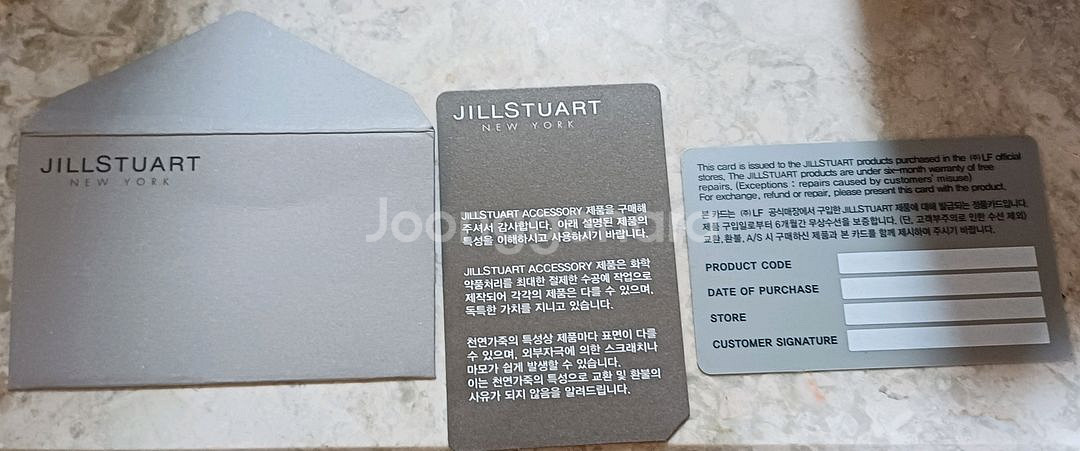 JILLSTUART
NEW YORK
JILLSTUART
NEW YORK
JILLSTUART ACCESSORY 제품을 구매해
주셔서 감사합니다. 아래 설명된 제품의
특성을 이해하시고 사용하시기 바랍니다.
JILLSTUART ACCESSORY 제품은 화학
약품처리를 최대한 절제한 수공예 작업으로
제작되어 각각의 제품은 다를 수 있으며,
독특한 가치를 지니고 있습니다.
천연가죽의 특성상 제품마다 표면이 다를
수 있으며, 외부자극에 의한 스크래치나
마모가 쉽게 발생할 수 있습니다.
이는 천연가죽의 특성으로 교환 및 환불의
사유가 되지 않음을 알려드립니다.
This card is issued to the JILLSTUART products purchased in the ㈜LF official
stores. The JILLSTUART products are under six-month warranty of free
repairs. (Exceptions : repairs caused by customers' misuse)
For exchange, refund or repair, please present this card with the product.
본 카드는 ㈜LF 공식매장에서 구입한 JILLSTUART 제품에 대해 발급되는 정품카드입니다.
제품 구입일로부터 6개월간 무상수선을 보증합니다. (단, 고객부주의로 인한 수선 제외)
교환, 환불, A/S 시 구매하신 제품과 본 카드를 함께 제시하여 주시기 바랍니다.
PRODUCT CODE
DATE OF PURCHASE
STORE
CUSTOMER SIGNATURE